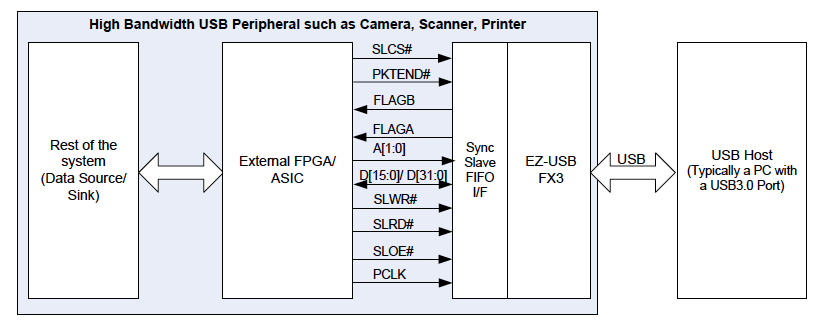 High Bandwidth USB Peripheral such as Camera, Scanner, Printer
Rest of the
system
(Data Source/
Sink)
External FPGA/
ASIC
SLCS#
PKTEND#
FLAGB
FLAGA
A[1:0]
D[15:0]/ D[31:0]
SLWR#
SLRD#
SLOE#
PCLK
Sync
Slave
FIFO
I/F
EZ-USB
FX3
USB
USB Host
(Typically a PC with
a USB3.0 Port)